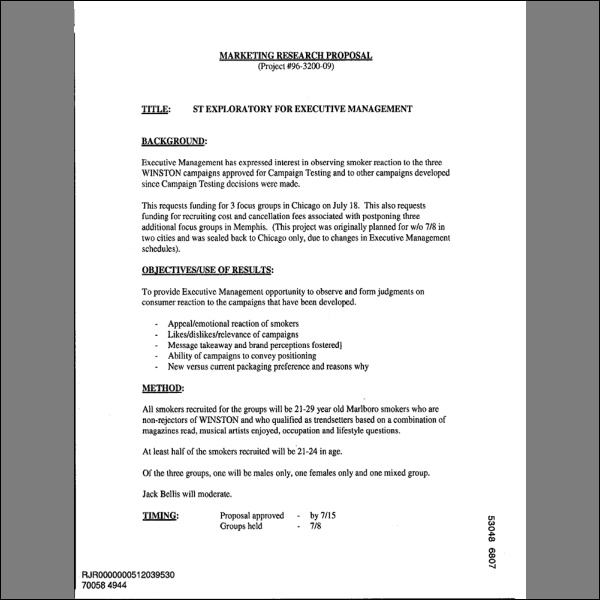 MARKETING RESEARCH PROPOSAL
(Project #96-3200-09)
TITLE: ST EXPLORATORY FOR EXECUTIVE MANAGEMENT
BACKGROUND:
Executive Management has expressed interest in observing smoker reaction to the three
WINSTON campaigns approved for Campaign Testing and to other campaigns developed
since Campaign Testing decisions were made.
This requests funding for 3 focus groups in Chicago on July 18. This also requests
funding for recruiting cost and cancellation fees associated with postponing three
additional focus groups in Memphis. (This project was originally planned for w/o 7/8 in
two cities and was sealed back to Chicago only, due to changes in Executive Management
schedules).
OBJECTIVES/USE OF RESULTS:
To provide Executive Management opportunity to observe and form judgments on
consumer reaction to the campaigns that have been developed.
- Appeal/emotional reaction of smokers
- Likes/dislikes/relevance of campaigns
- Message takeaway and brand perceptions fostered}
- Ability of campaigns to convey positioning
- New versus current packaging preference and reasons why
METHOD:
All smokers recruited for the groups will be 21-29 year old Marlboro smokers who are
non-rejectors of WINSTON and who qualified as trendsetters based on a combination of
magazines read, musical artists enjoyed, occupation and lifestyle questions.
At least half of the smokers recruited will be 21-24 in age.
Of the three groups, one will be males only, one females only and one mixed group.
Jack Bellis will moderate.
TIMING: Proposal approved - by 7/15
Groups held - 7/8
53048 6807
RJR0000000512039530
70058 4944